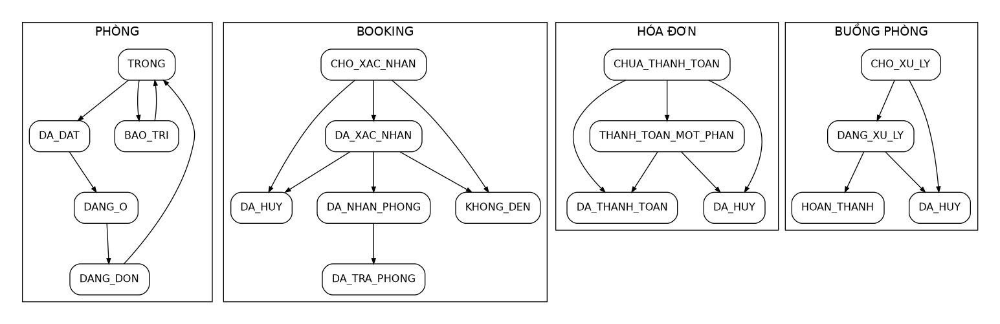 PHÒNG
TRONG
DA_DAT
BAO_TRI
DANG_O
DANG_DON
BOOKING
CHO_XAC_NHAN
DA_XAC_NHAN
DA_HUY
DA_NHAN_PHONG
KHONG_DEN
DA_TRA_PHONG
HÓA ĐƠN
CHUA_THANH_TOAN
THANH_TOAN_MOT_PHAN
DA_THANH_TOAN
DA_HUY
BUỒNG PHÒNG
CHO_XU_LY
DANG_XU_LY
HOAN_THANH
DA_HUY